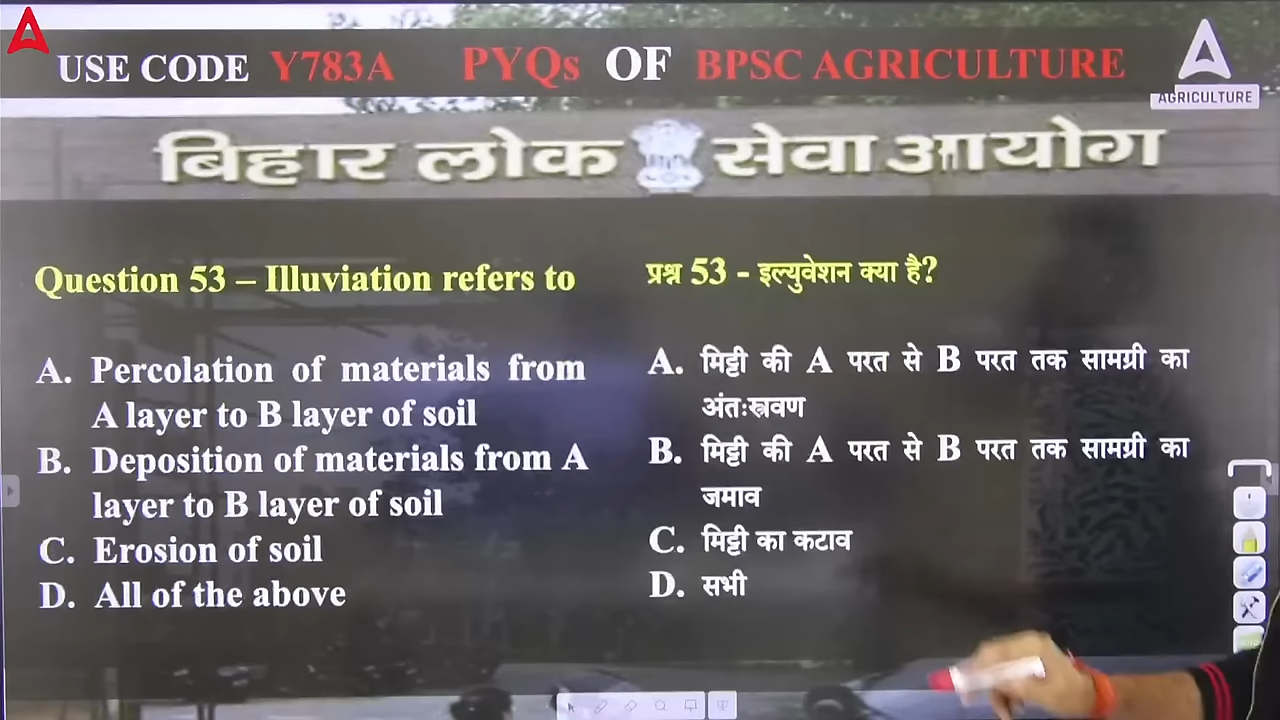 USE CODE Y783A PYQs OF BPSC AGRICULTURE
AGRICULTURE
बिहार लोक सेवा आयोग
Question 53 – Illuviation refers to
A. Percolation of materials from
A layer to B layer of soil
B. Deposition of materials from A
layer to B layer of soil
C. Erosion of soil
D. All of the above
प्रश्न 53 - इल्युवेशन क्या है?
A. मिट्टी की A परत से B परत तक सामग्री का
अंतःस्त्रवण
B. मिट्टी की A परत से B परत तक सामग्री का
जमाव
C. मिट्टी का कटाव
D. सभी